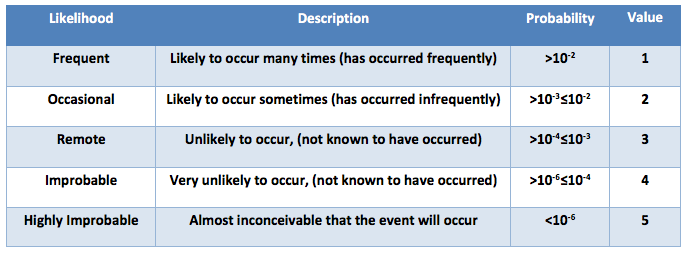 Likelihood Description Probability Value
Frequent Likely to occur many times (has occurred frequently) >10⁻² 1
Occasional Likely to occur sometimes (has occurred infrequently) >10⁻³≤10⁻² 2
Remote Unlikely to occur, (not known to have occurred) >10⁻⁴≤10⁻³ 3
Improbable Very unlikely to occur, (not known to have occurred) >10⁻⁶≤10⁻⁴ 4
Highly Improbable Almost inconceivable that the event will occur <10⁻⁶ 5